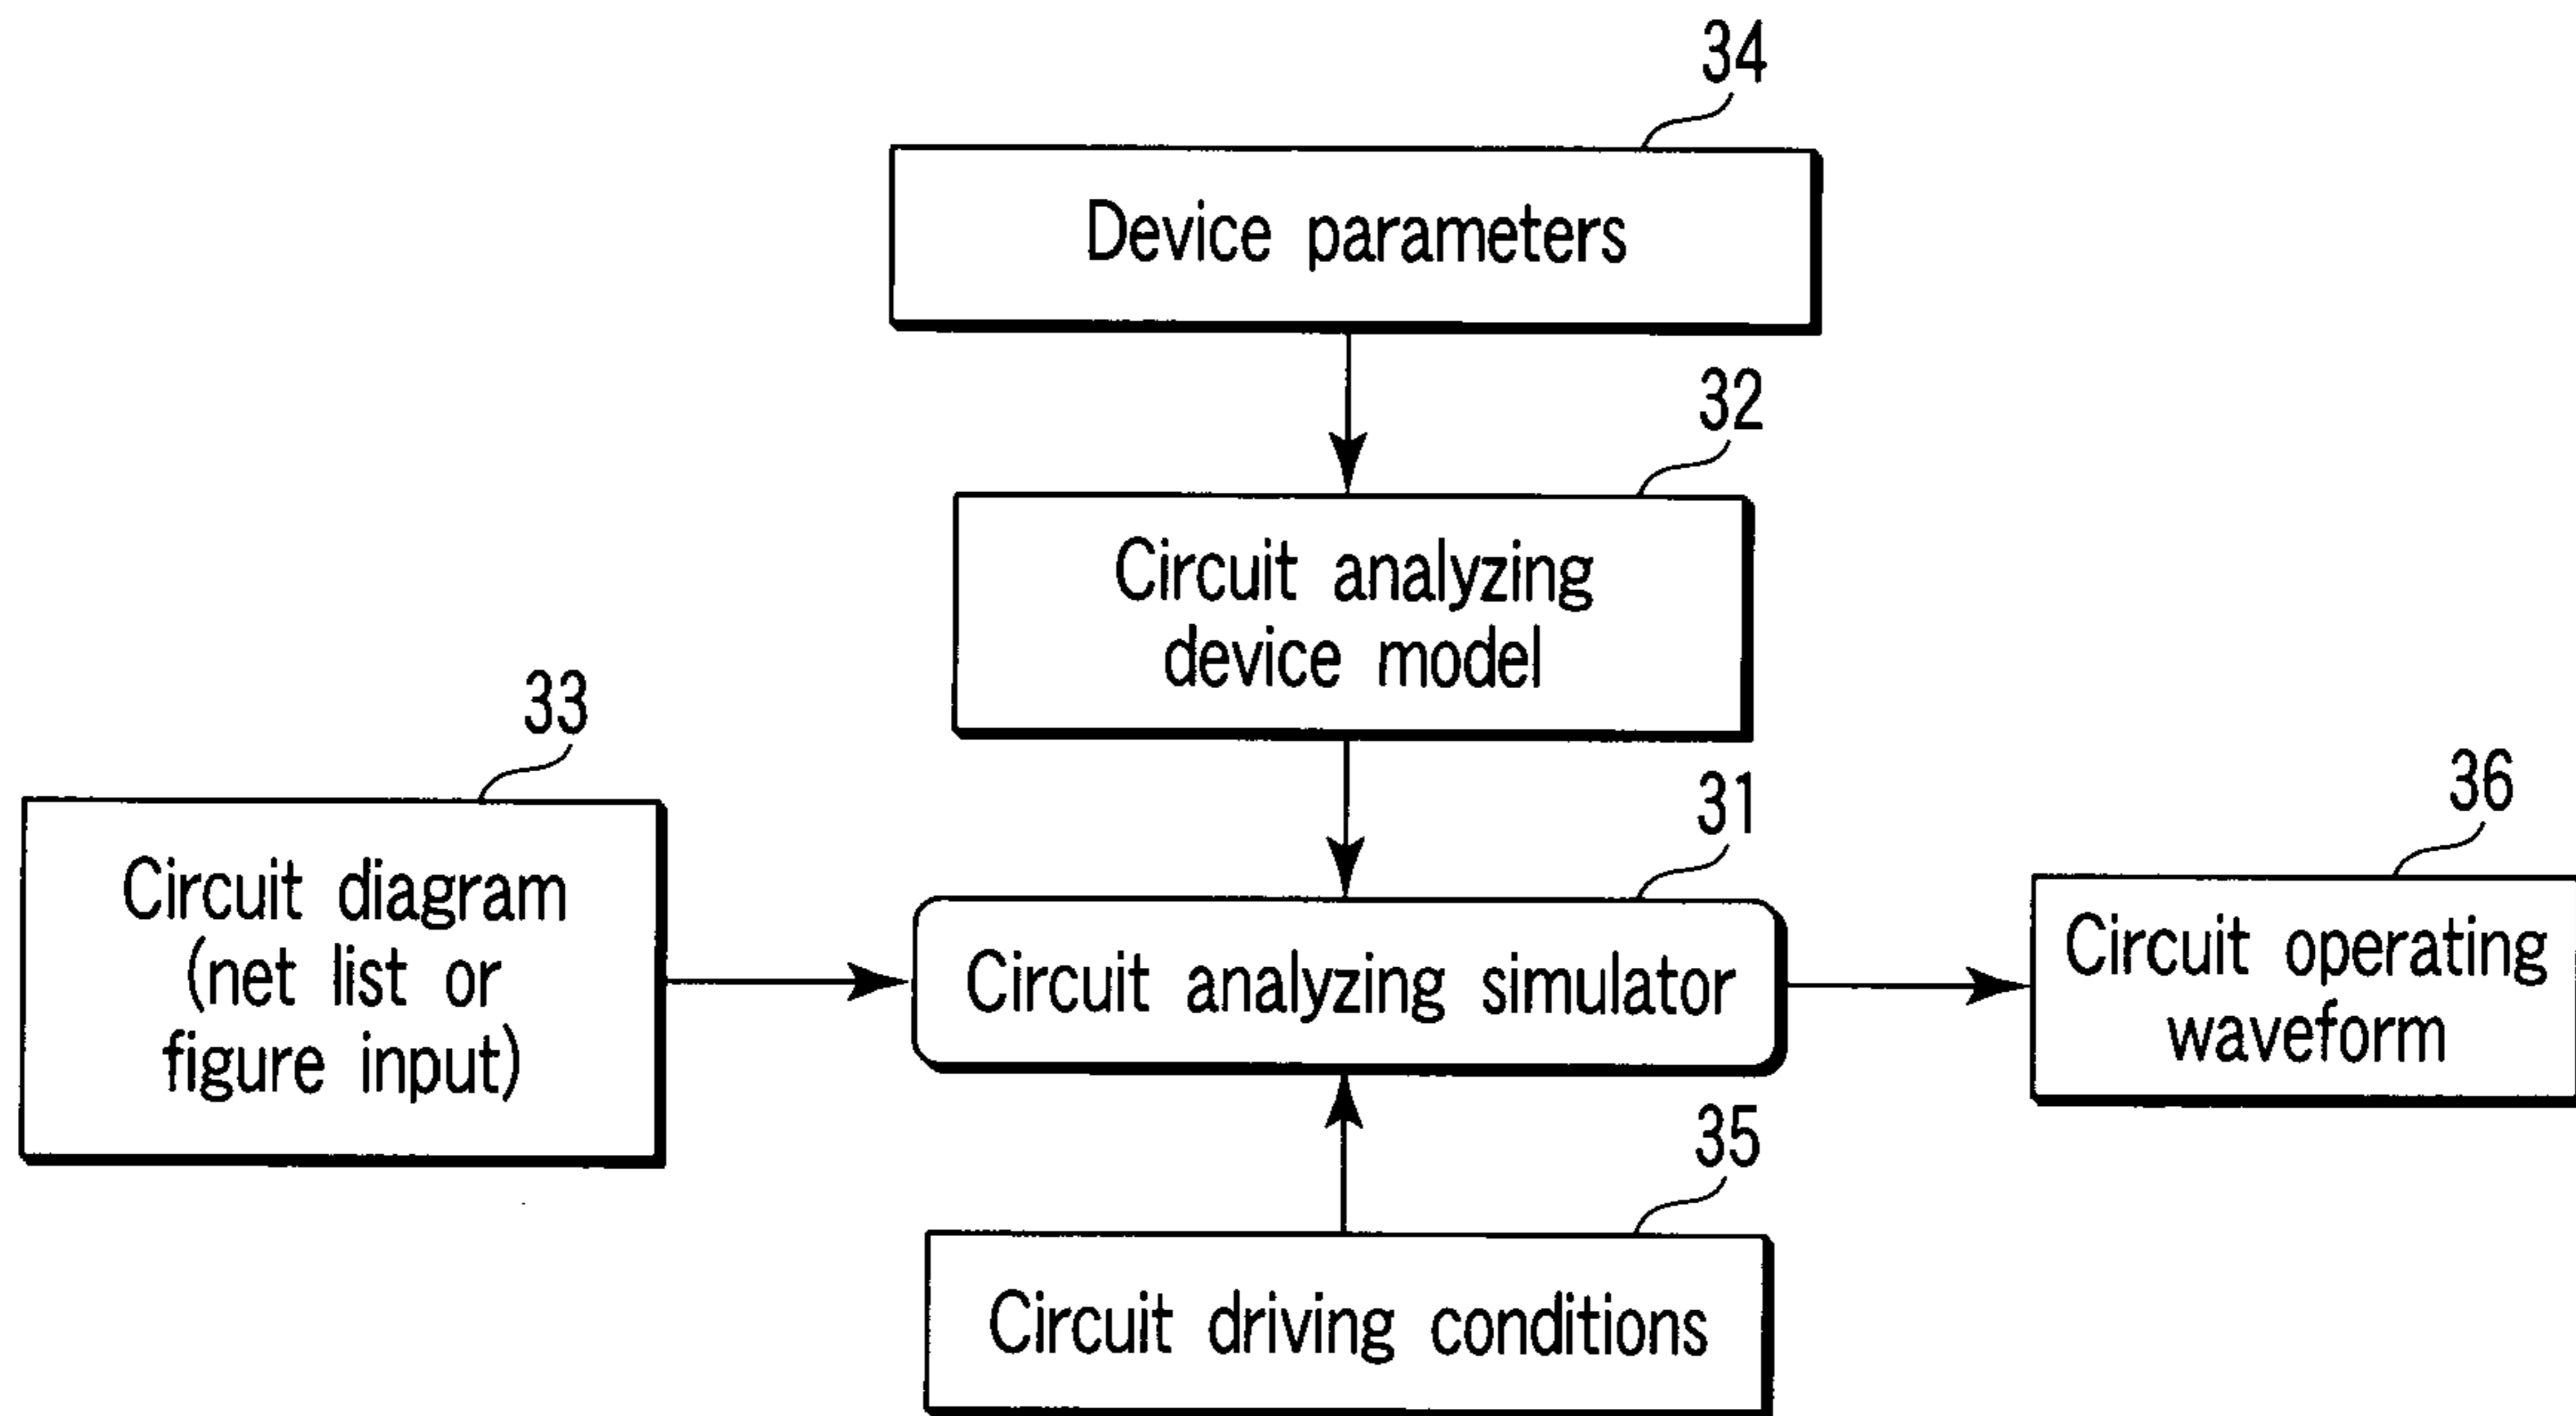 34
Device parameters
32
Circuit analyzing
device model
33
Circuit diagram
(net list or
figure input)
31
Circuit analyzing simulator
36
Circuit operating
waveform
35
Circuit driving conditions